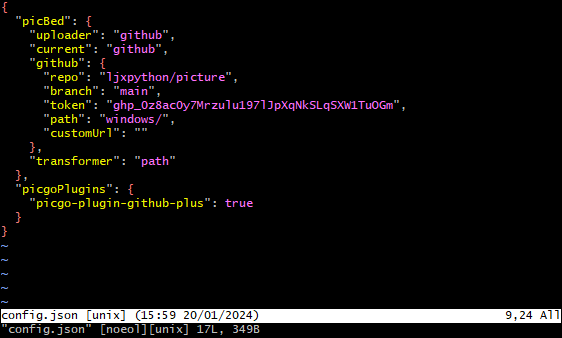 {
"picBed": {
"uploader": "github",
"current": "github",
"github": {
"repo": "ljxpython/picture",
"branch": "main",
"token":
"path": "windows/",
"customUrl": ""
},
"transformer": "path"
},
"picgoPlugins": {
"picgo-plugin-github-plus": true
}
}
~
~
~
~
~
config.json [unix] (15:59 20/01/2024) 9,24 All
"config.json" [noeol][unix] 17L, 349B